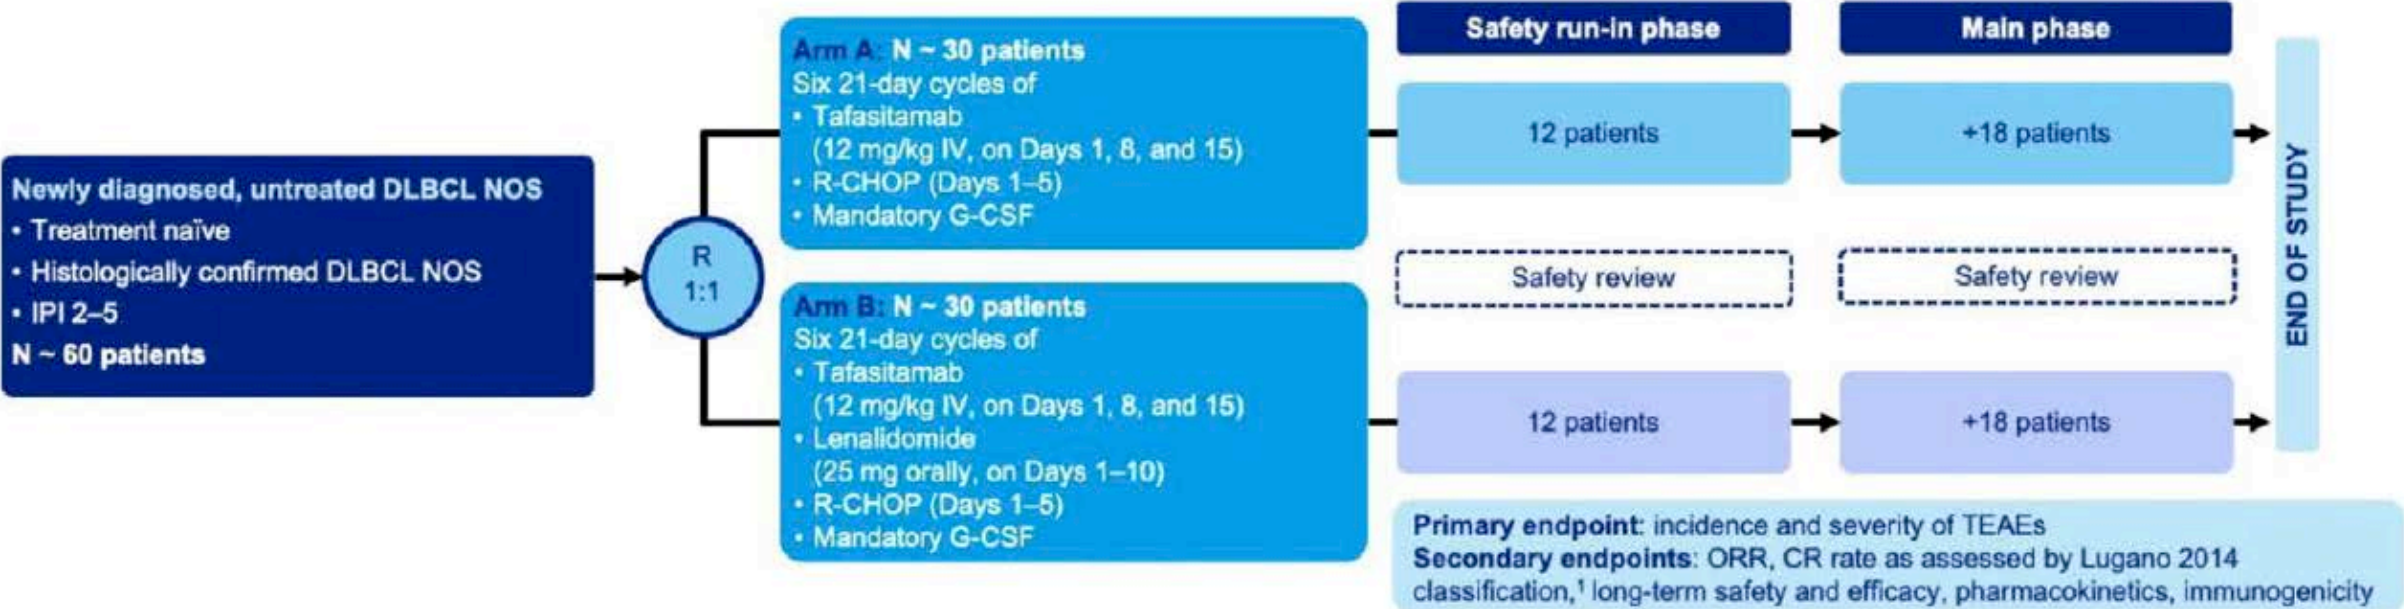 Newly diagnosed, untreated DLBCL NOS
• Treatment naïve
• Histologically confirmed DLBCL NOS
• IPI 2–5
N ~ 60 patients
R
1:1
Arm A: N ~ 30 patients
Six 21-day cycles of
• Tafasitamab
(12 mg/kg IV, on Days 1, 8, and 15)
• R-CHOP (Days 1–5)
• Mandatory G-CSF
Arm B: N ~ 30 patients
Six 21-day cycles of
• Tafasitamab
(12 mg/kg IV, on Days 1, 8, and 15)
• Lenalidomide
(25 mg orally, on Days 1–10)
• R-CHOP (Days 1–5)
• Mandatory G-CSF
Safety run-in phase
Main phase
12 patients
+18 patients
Safety review
Safety review
12 patients
+18 patients
END OF STUDY
Primary endpoint: incidence and severity of TEAEs
Secondary endpoints: ORR, CR rate as assessed by Lugano 2014
classification,¹ long-term safety and efficacy, pharmacokinetics, immunogenicity